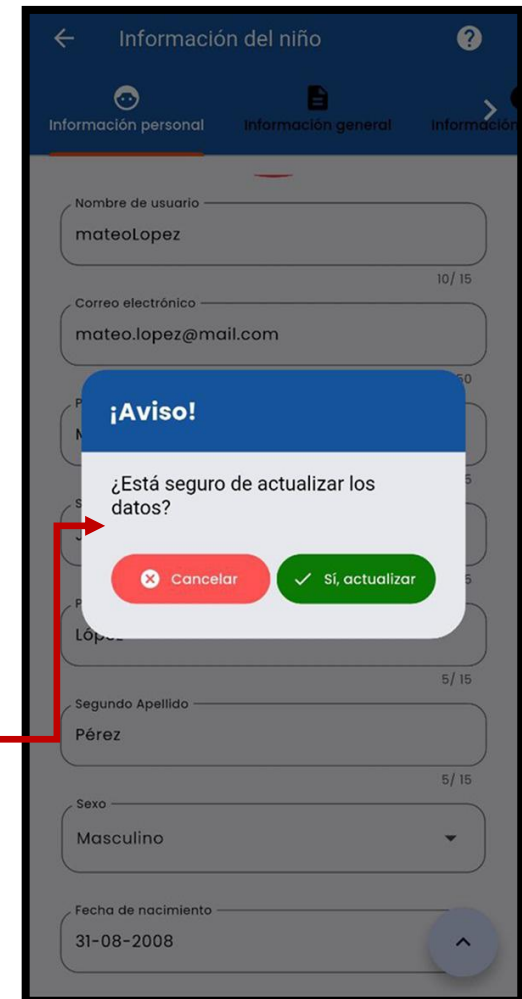 Información del niño
Información personal
Información general
Información
Nombre de usuario
mateoLopez
10/ 15
Correo electrónico
mateo.lopez@mail.com
¡Aviso!
¿Está seguro de actualizar los
datos?
Cancelar
Sí, actualizar
5/ 15
Segundo Apellido
Pérez
5/ 15
Sexo
Masculino
Fecha de nacimiento
31-08-2008